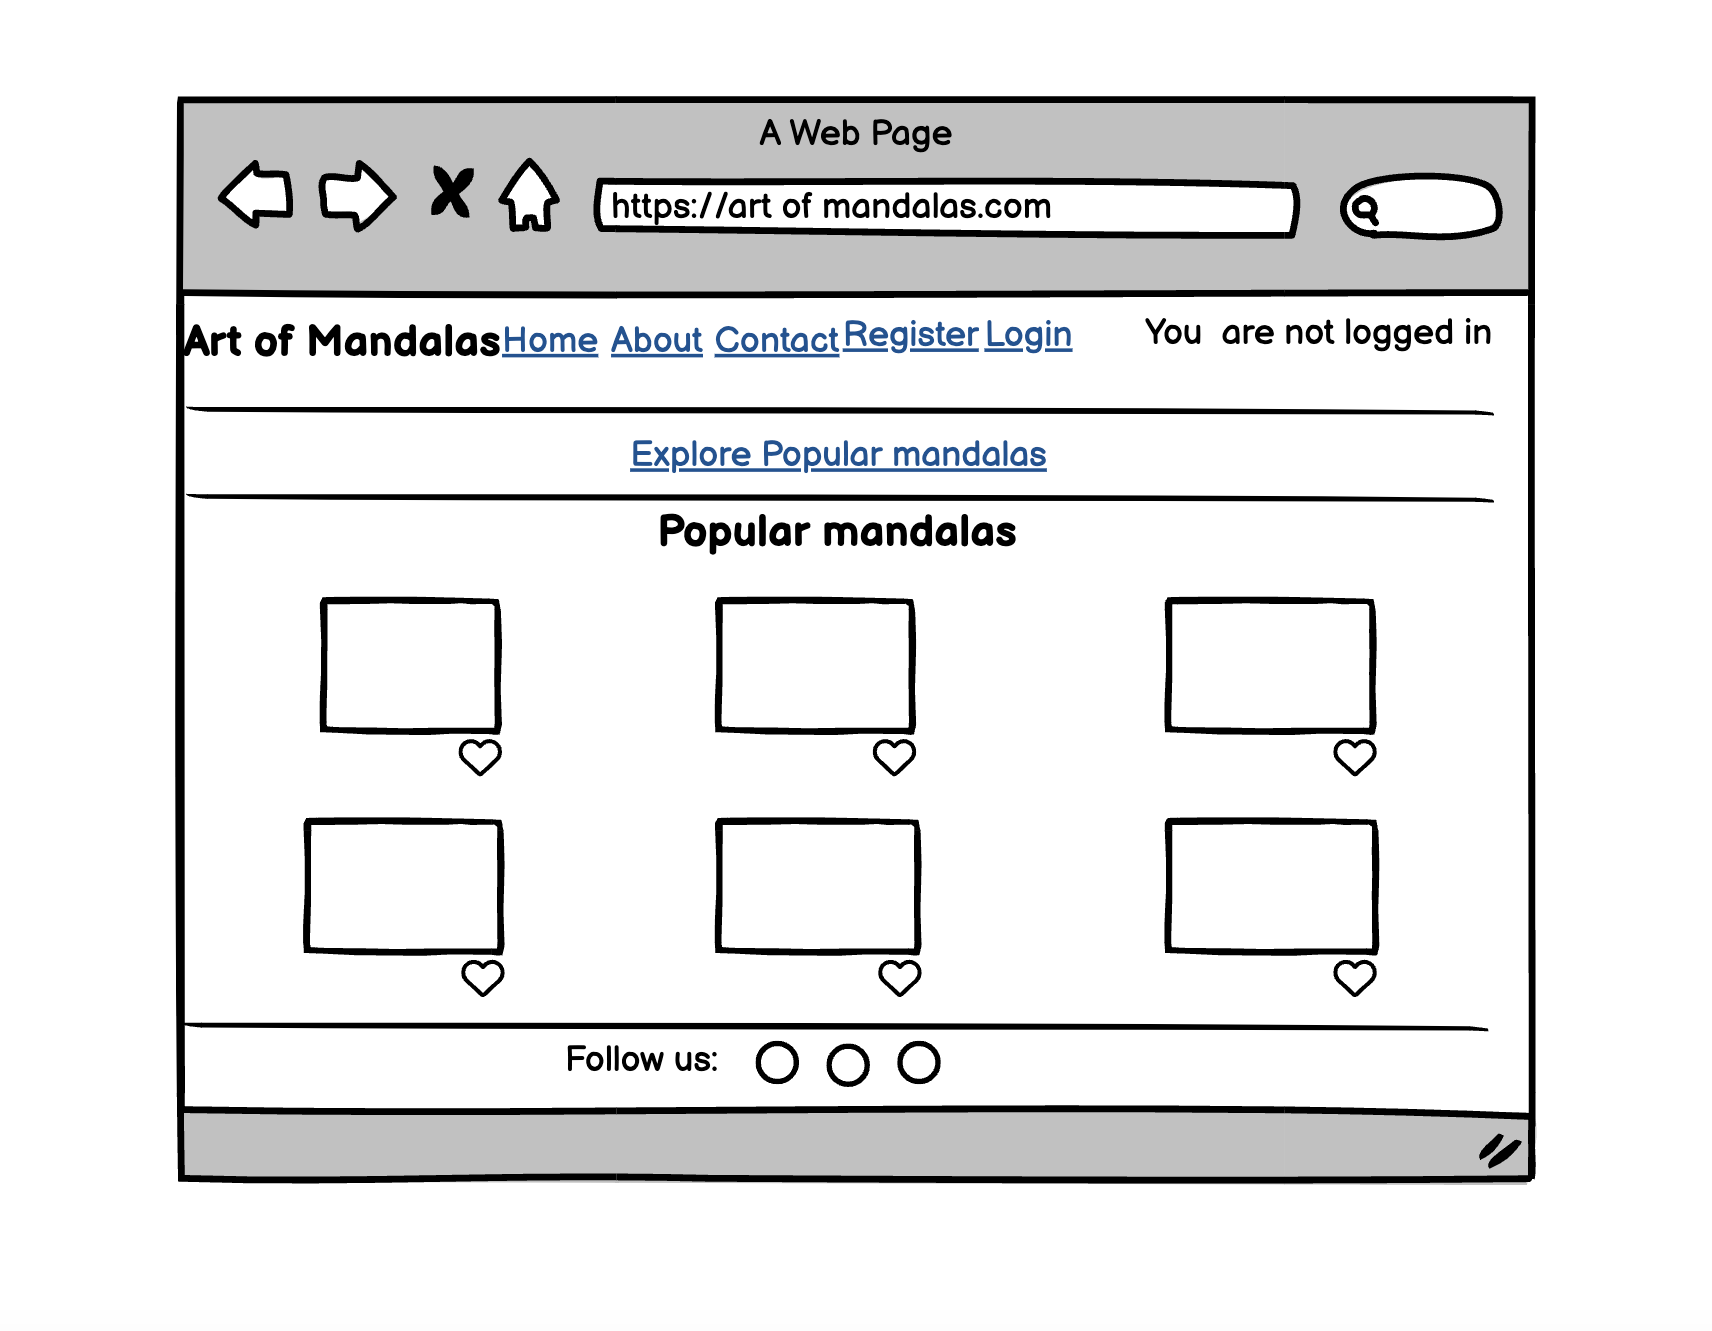 A Web Page
https://art of mandalas.com
Art of Mandalas Home About Contact Register Login You are not logged in
Explore Popular mandalas
Popular mandalas
Follow us: